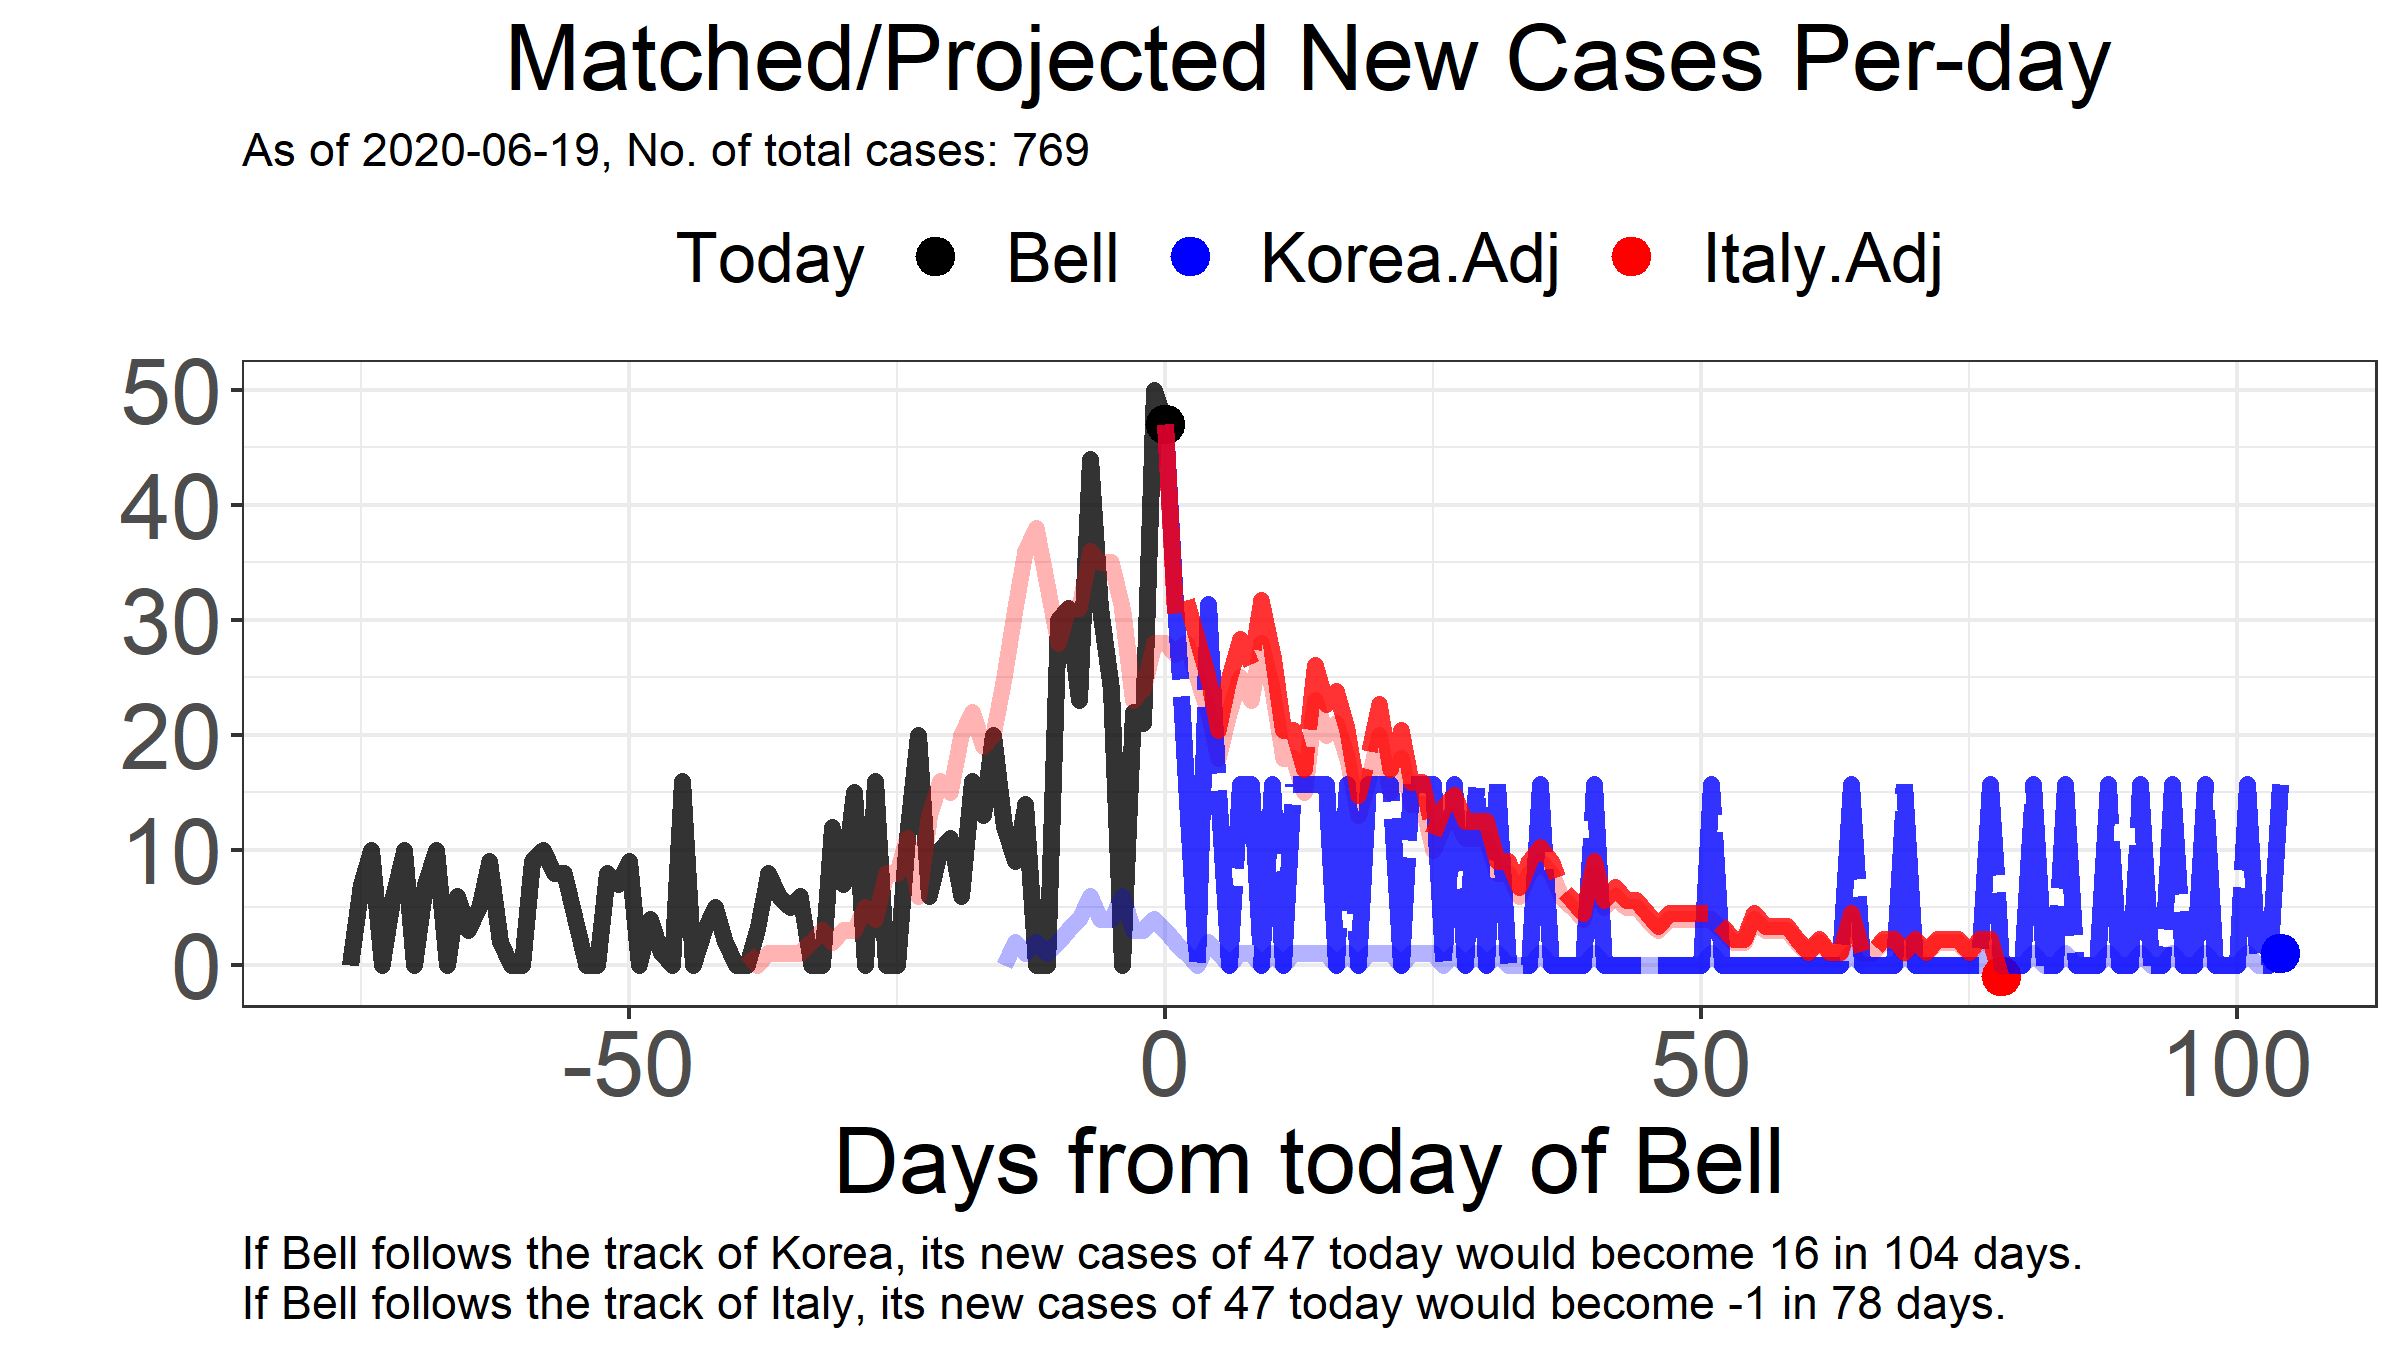 Matched/Projected New Cases Per-day
As of 2020-06-19, No. of total cases: 769
Today Bell Korea.Adj Italy.Adj
50
40
30
20
10
0
-50 0 50 100
Days from today of Bell
If Bell follows the track of Korea, its new cases of 47 today would become 16 in 104 days.
If Bell follows the track of Italy, its new cases of 47 today would become -1 in 78 days.